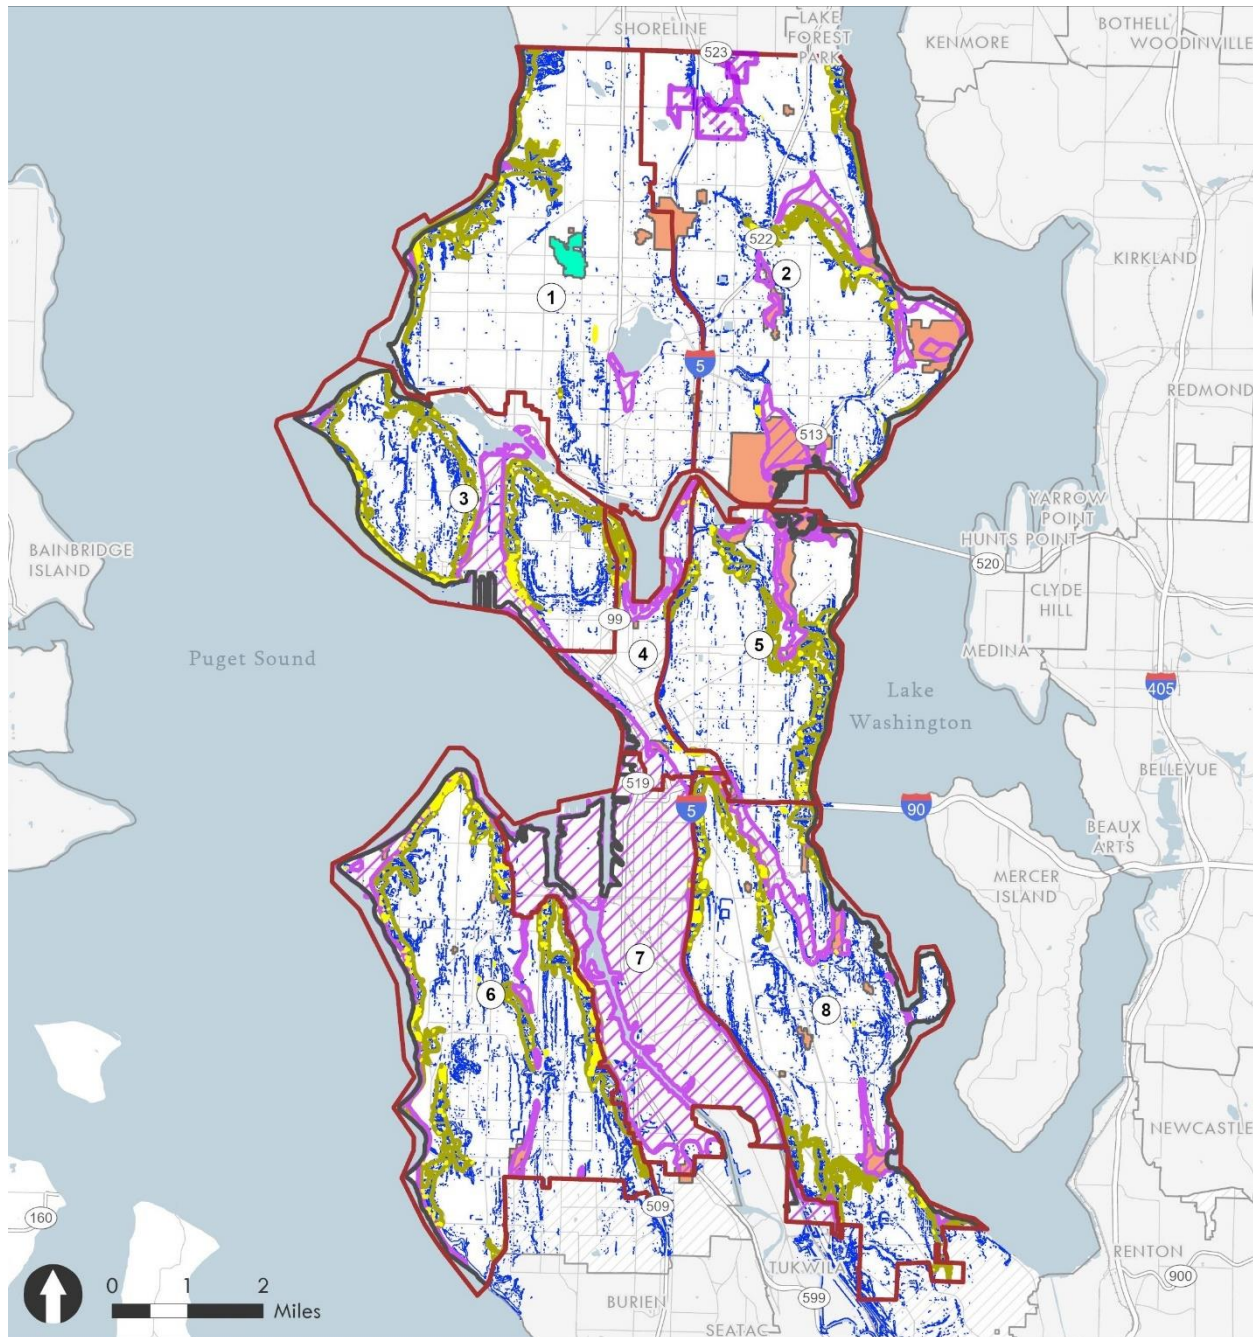 SHORELINE
LAKE
FOREST
PARK
BOTHELL
KENMORE
WOODINVILLE
523
522
2
1
KIRKLAND
5
REDMOND
513
3
YARROW
POINT
HUNTS POINT
520
BAINBRIDGE
ISLAND
CLYDE
HILL
99
4
5
MEDINA
Puget Sound
405
Lake
Washington
BELLEVUE
519
5
90
BEAUX
ARTS
MERCER
ISLAND
7
6
8
NEWCASTLE
160
509
RENTON
900
TUKWILA
599
BURIEN
SEATAC
0 1 2
Miles